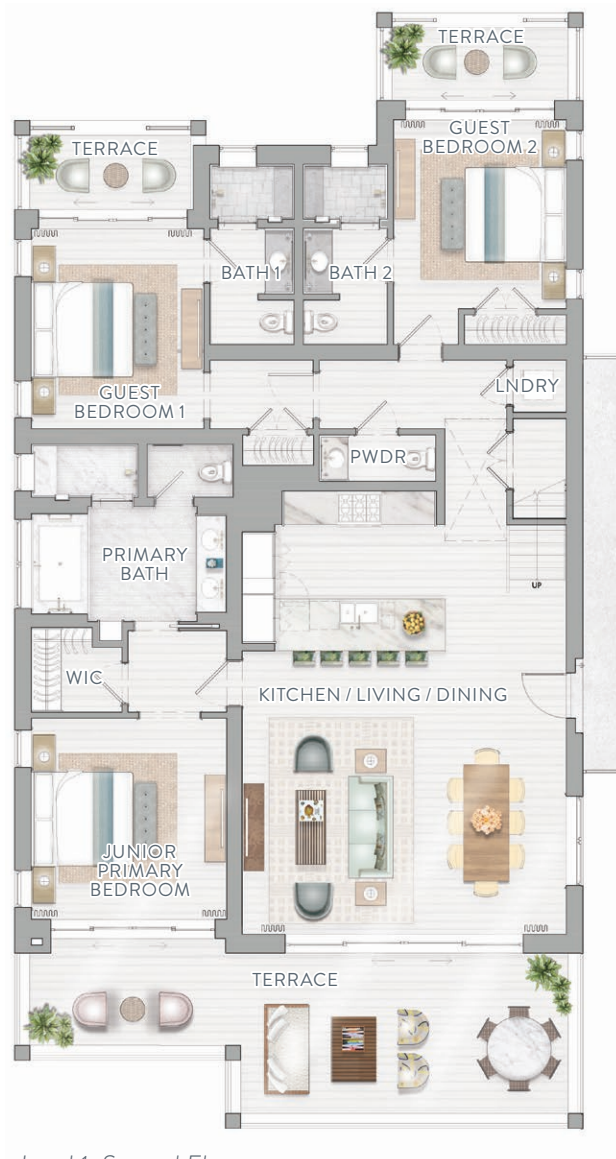 TERRACE
GUEST
BEDROOM 2
TERRACE
BATH 1
BATH 2
GUEST
BEDROOM 1
LNDRY
PWDR
PRIMARY
BATH
UP
WIC
KITCHEN / LIVING / DINING
JUNIOR
PRIMARY
BEDROOM
TERRACE